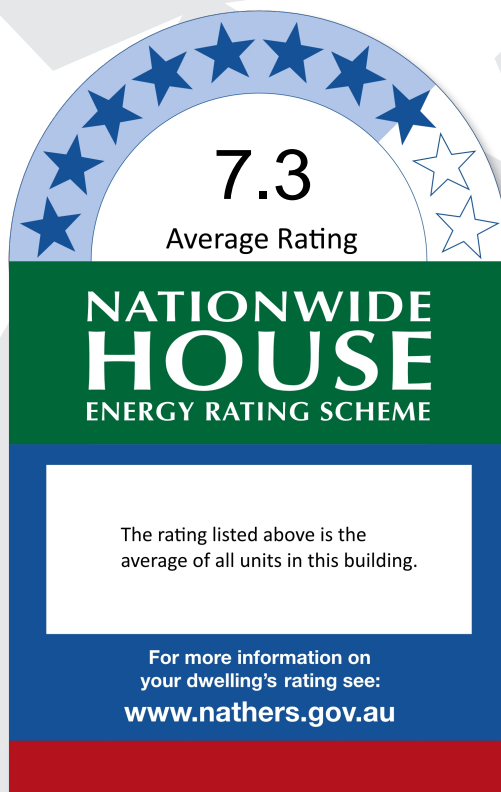 7.3
Average Rating
NATIONWIDE
HOUSE
ENERGY RATING SCHEME
The rating listed above is the
average of all units in this building.
For more information on
your dwelling's rating see:
www.nathers.gov.au